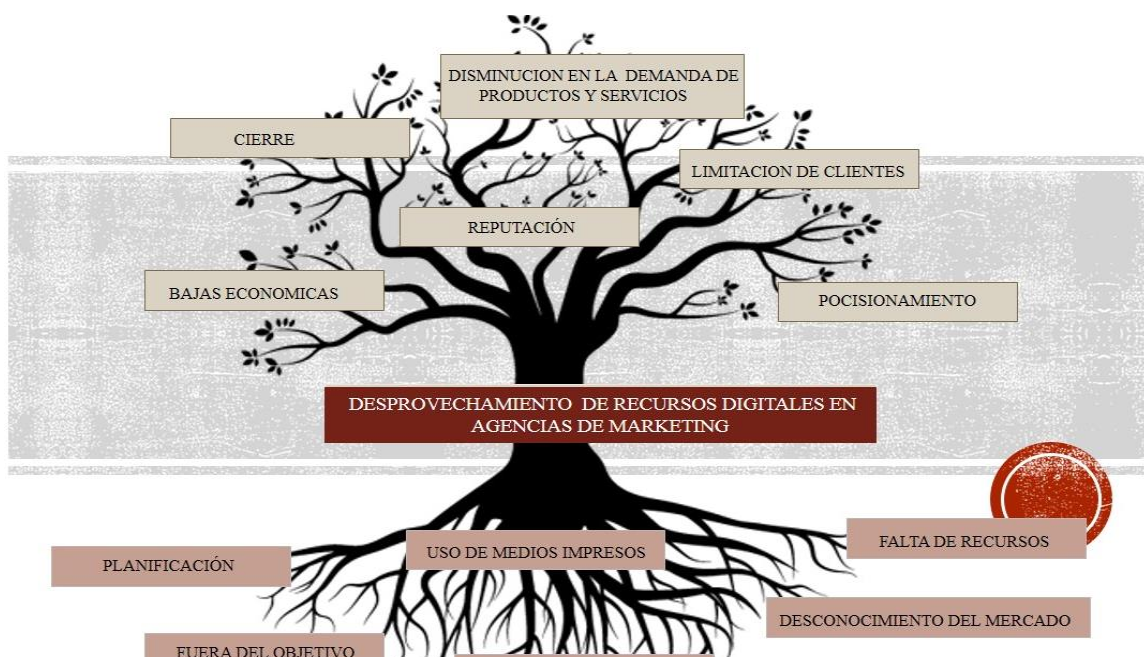 DISMINUCION EN LA DEMANDA DE
PRODUCTOS Y SERVICIOS
CIERRE
LIMITACION DE CLIENTES
REPUTACIÓN
BAJAS ECONOMICAS
POCISIONAMIENTO
DESPROVECHAMIENTO DE RECURSOS DIGITALES EN
AGENCIAS DE MARKETING
FALTA DE RECURSOS
USO DE MEDIOS IMPRESOS
PLANIFICACIÓN
DESCONOCIMIENTO DEL MERCADO
FUERA DEL OBJETIVO